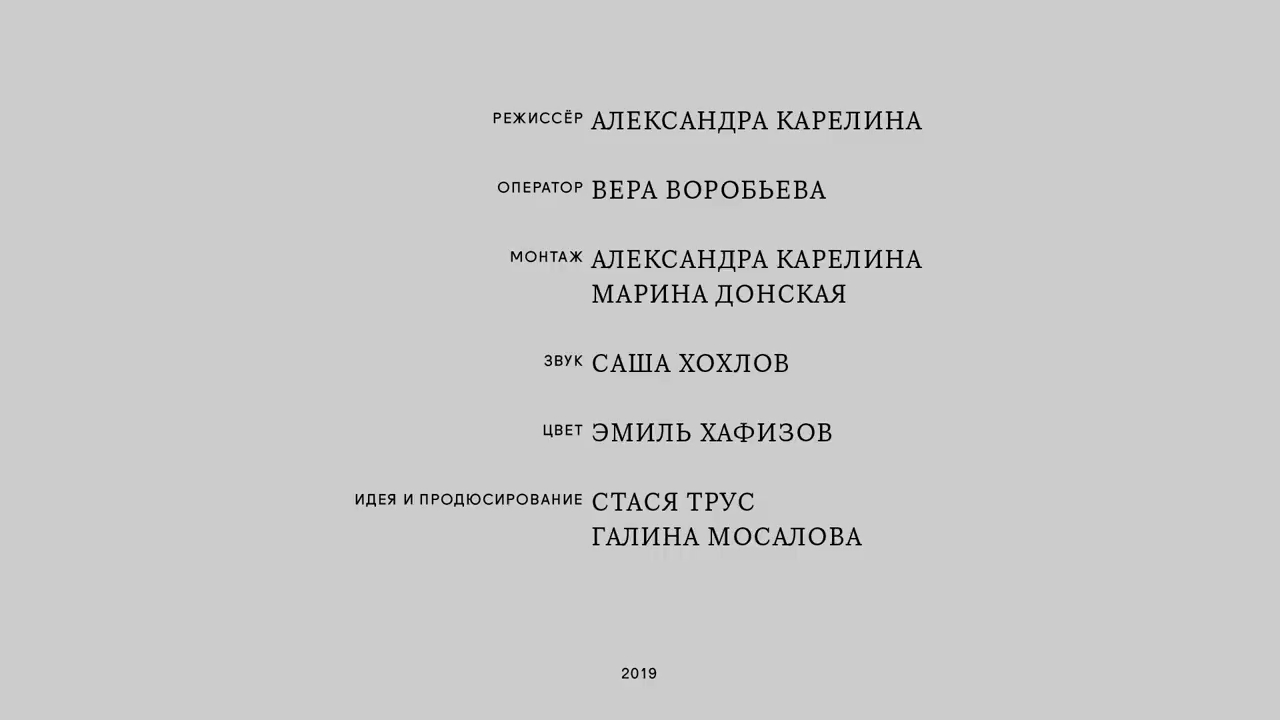 РЕЖИССЁР АЛЕКСАНДРА КАРЕЛИНА
ОПЕРАТОР ВЕРА ВОРОБЬЕВА
МОНТАЖ АЛЕКСАНДРА КАРЕЛИНА
МАРИНА ДОНСКАЯ
ЗВУК САША ХОХЛОВ
ЦВЕТ ЭМИЛЬ ХАФИЗОВ
ИДЕЯ И ПРОДЮСИРОВАНИЕ СТАСЯ ТРУС
ГАЛИНА МОСАЛОВА
2019